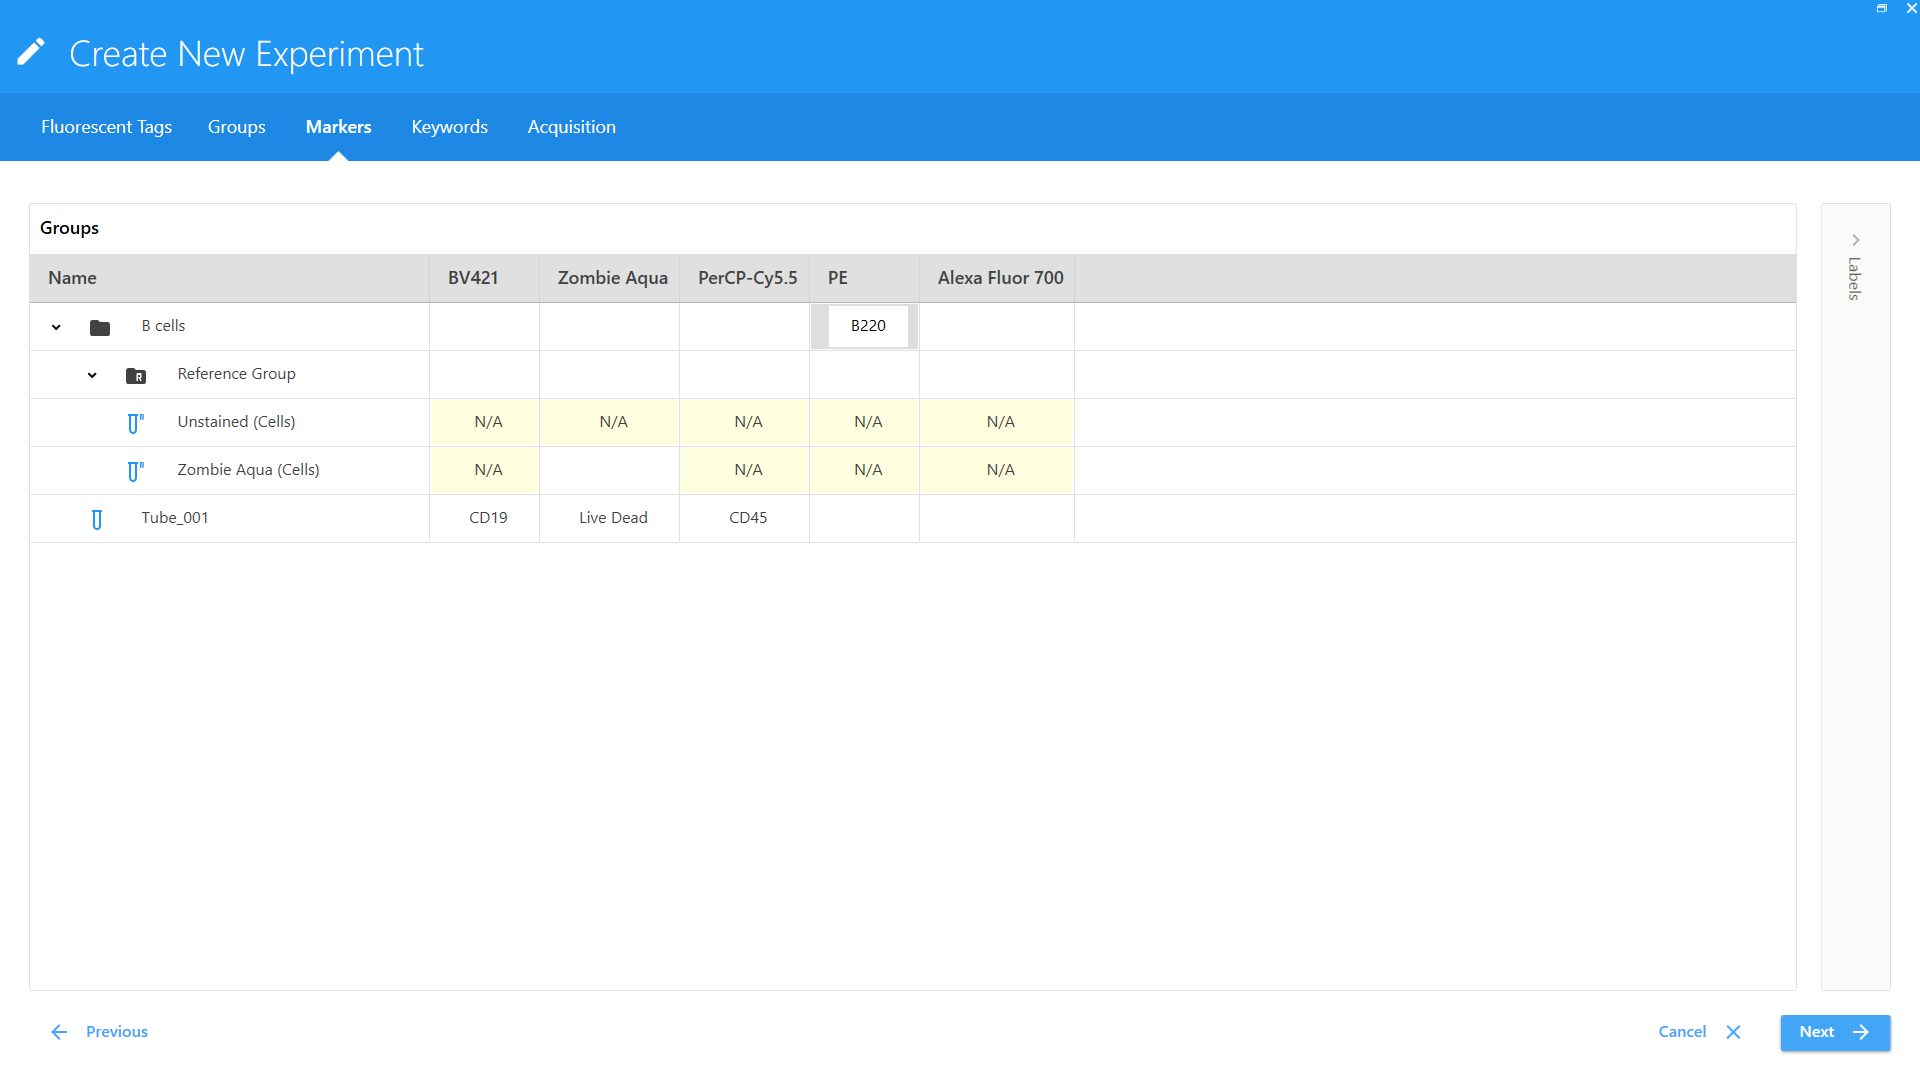 Create New Experiment
Fluorescent Tags Groups Markers Keywords Acquisition
Groups
Name BV421 Zombie Aqua PerCP-Cy5.5 PE Alexa Fluor 700
B cells B220
R Reference Group
R Unstained (Cells) N/A N/A N/A N/A N/A
R Zombie Aqua (Cells) N/A N/A N/A N/A
Tube_001 CD19 Live Dead CD45
Labels
Previous Cancel Next